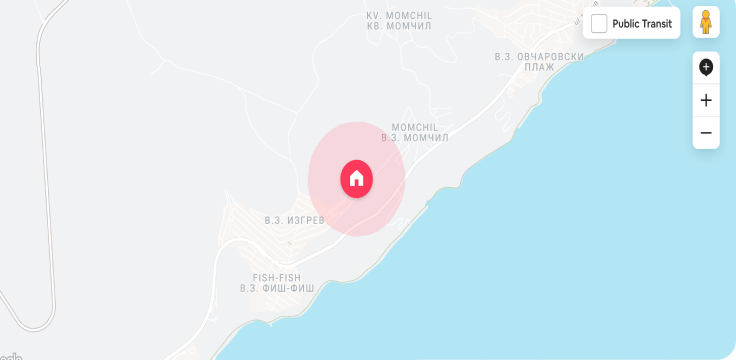 KV. MOMCHIL
КВ. МОМЧИЛ
Public Transit
В.З. ОВЧАРОВСКИ
ПЛАЖ
MOMCHIL
В.З. МОМЧИЛ
В.З. ИЗГРЕВ
FISH-FISH
В.З. ФИШ-ФИШ